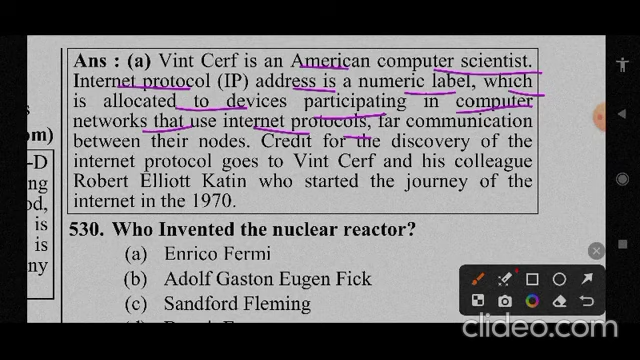 Ans : (a) Vint Cerf is an American computer scientist.
Internet protocol (IP) address is a numeric label, which
is allocated to devices participating in computer
networks that use internet protocols, far communication
between their nodes. Credit for the discovery of the
internet protocol goes to Vint Cerf and his colleague
Robert Elliott Katin who started the journey of the
internet in the 1970.
530. Who Invented the nuclear reactor?
(a) Enrico Fermi
(b) Adolf Gaston Eugen Fick
(c) Sandford Fleming
om)
-D
ing
od,
is
is
ny
clideo.com